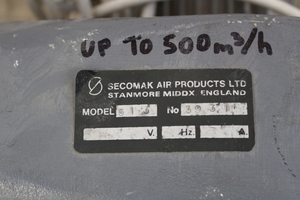 UP TO 500m³/h
SECOMAK AIR PRODUCTS LTD
STANMORE MIDDX ENGLAND
MODEL No
V. Hz. A.